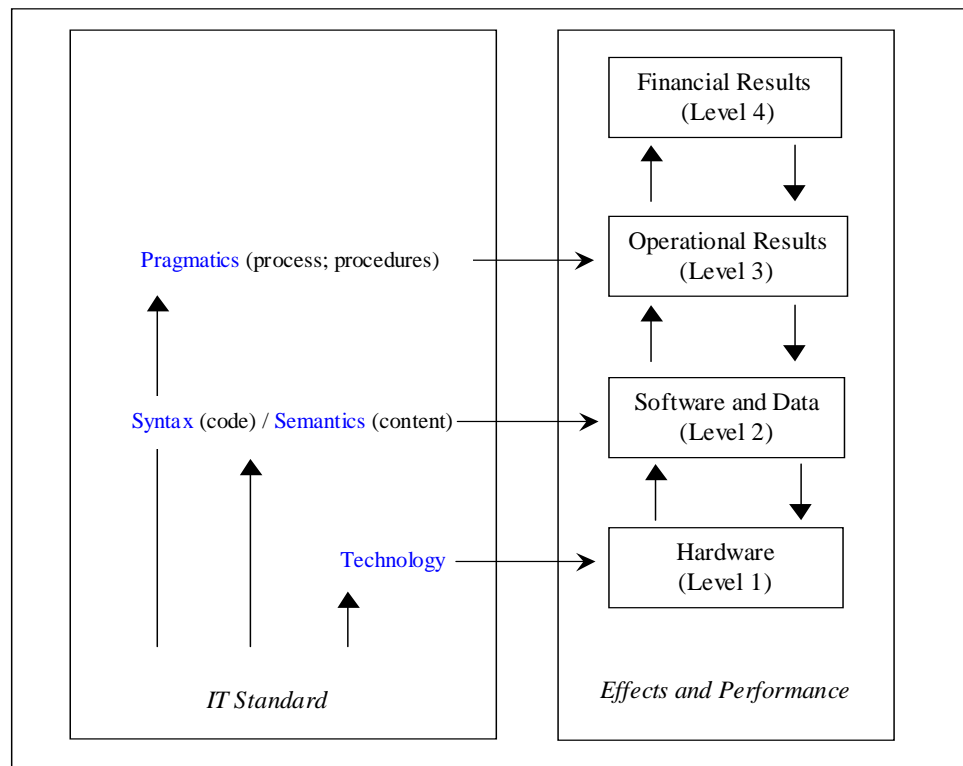 Financial Results
(Level 4)
Pragmatics (process; procedures)
Operational Results
(Level 3)
Syntax (code) / Semantics (content)
Software and Data
(Level 2)
Technology
Hardware
(Level 1)
IT Standard
Effects and Performance